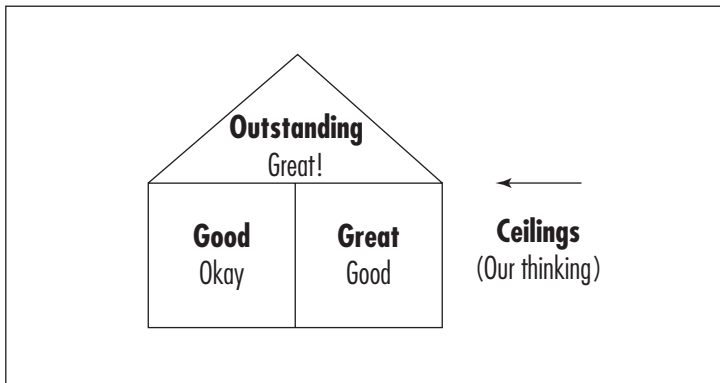 Outstanding
Great!
Good
Okay
Great
Good
Ceilings
(Our thinking)